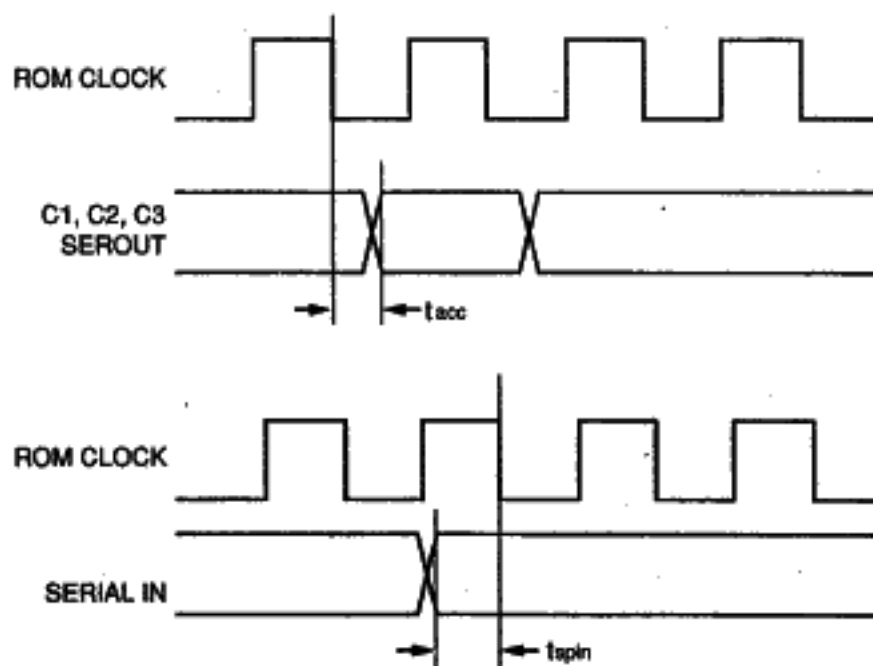 ROM CLOCK
C1, C2, C3
SEROUT
tacc
ROM CLOCK
SERIAL IN
tspin